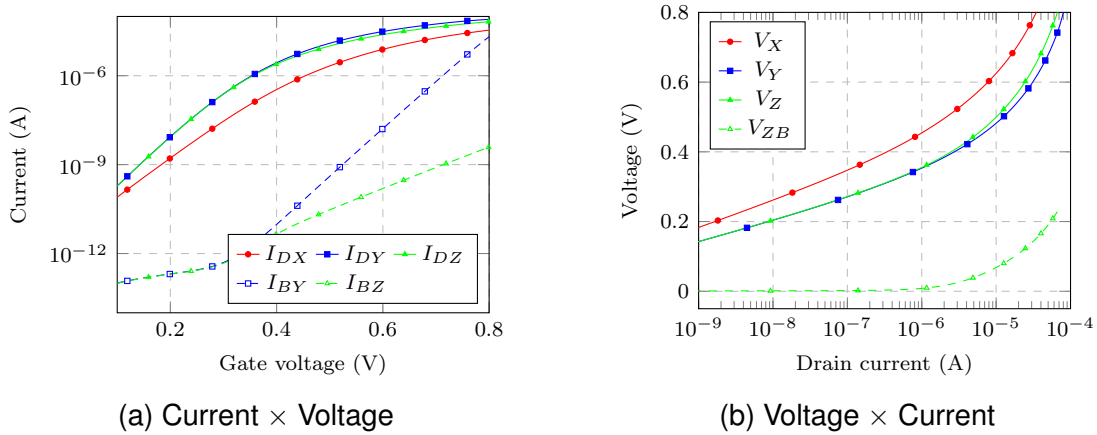 10⁻⁶
10⁻⁹
10⁻¹²
Current (A)
0.2 0.4 0.6 0.8
Gate voltage (V)
I_DX I_DY I_DZ
I_BY I_BZ
(a) Current × Voltage
0.8
0.6
0.4
0.2
0
Voltage (V)
V_X
V_Y
V_Z
V_ZB
10⁻⁹ 10⁻⁸ 10⁻⁷ 10⁻⁶ 10⁻⁵ 10⁻⁴
Drain current (A)
(b) Voltage × Current